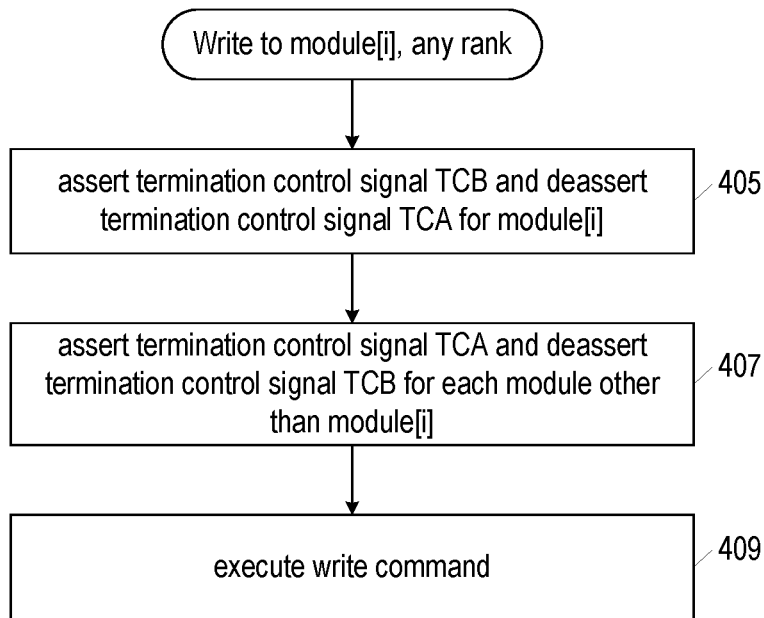 Write to module[i], any rank
assert termination control signal TCB and deassert
termination control signal TCA for module[i]
405
assert termination control signal TCA and deassert
termination control signal TCB for each module other
than module[i]
407
execute write command
409